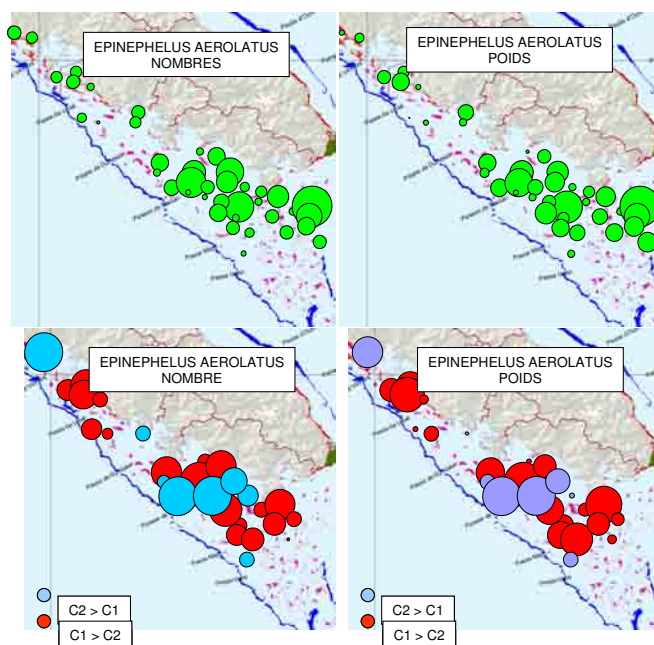 EPINEPHELUS AEROLATUS
NOMBRES
EPINEPHELUS AEROLATUS
POIDS
EPINEPHELUS AEROLATUS
NOMBRE
C2 > C1
C1 > C2
EPINEPHELUS AEROLATUS
POIDS
C2 > C1
C1 > C2